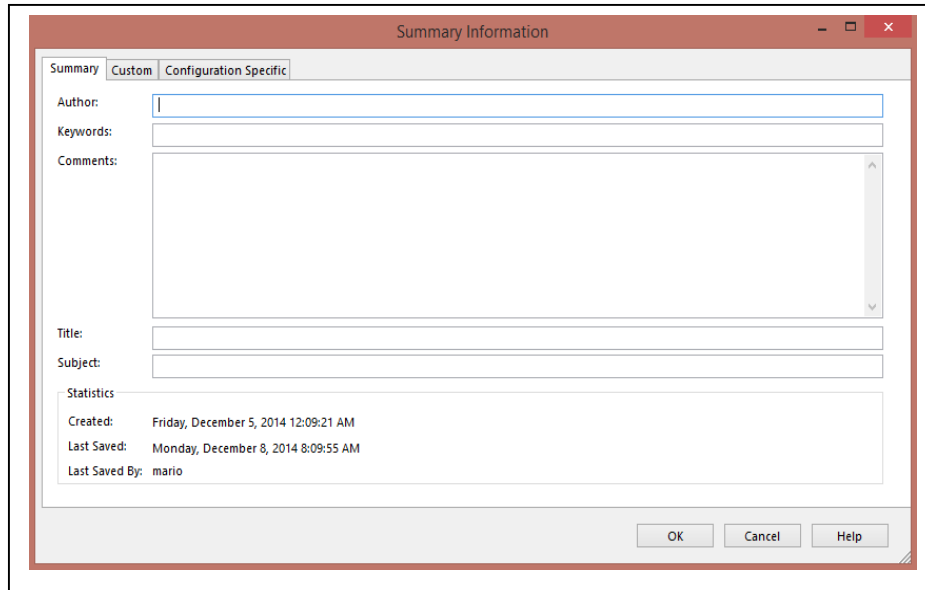 Summary Information
Summary Custom Configuration Specific
Author:
Keywords:
Comments:
Title:
Subject:
Statistics
Created: Friday, December 5, 2014 12:09:21 AM
Last Saved: Monday, December 8, 2014 8:09:55 AM
Last Saved By: mario
OK Cancel Help